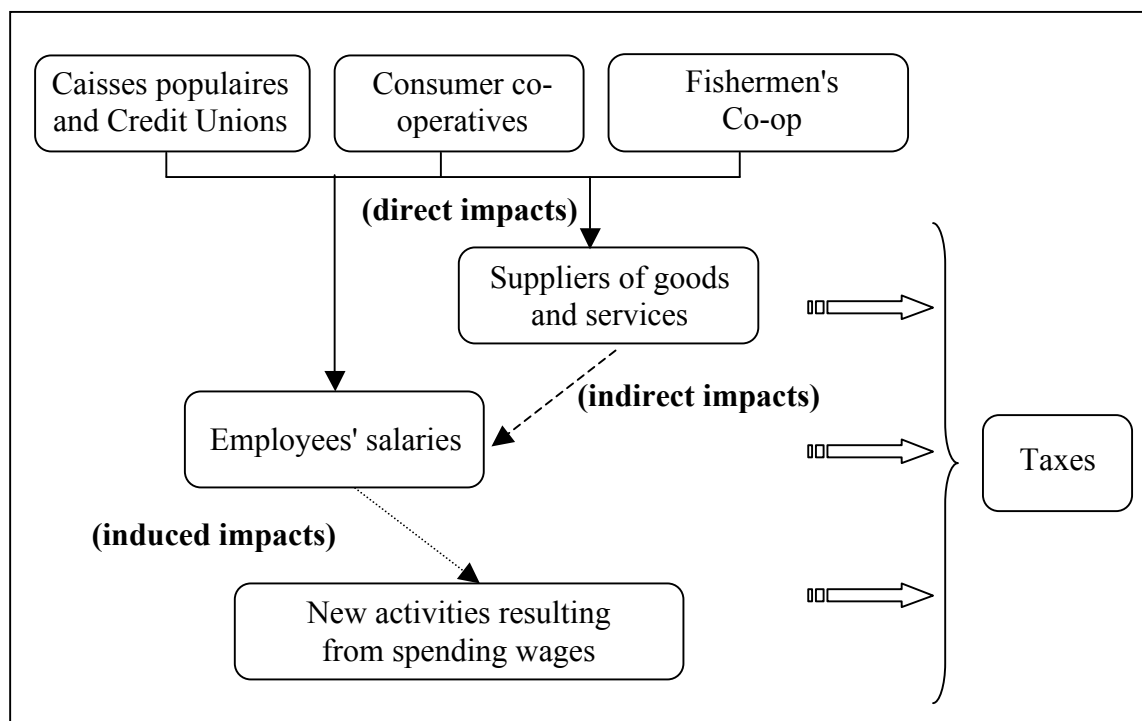 Caisses populaires
and Credit Unions
Consumer co-
operatives
Fishermen's
Co-op
(direct impacts)
Suppliers of goods
and services
(indirect impacts)
Employees' salaries
Taxes
(induced impacts)
New activities resulting
from spending wages